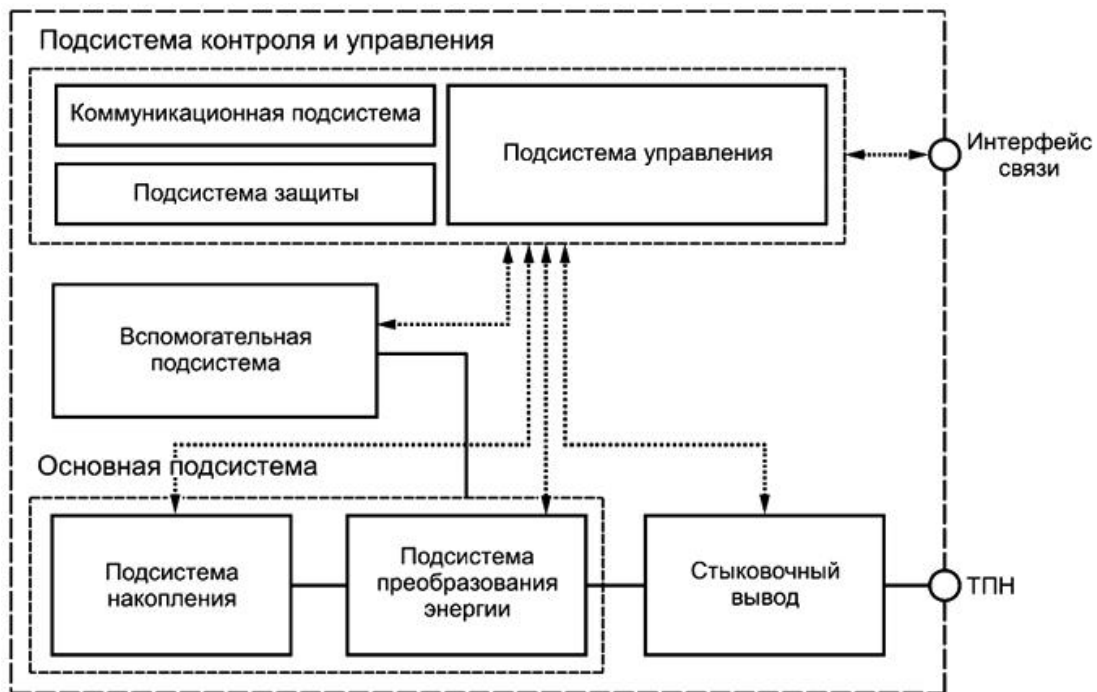 Подсистема контроля и управления
Коммуникационная подсистема
Подсистема защиты
Подсистема управления
Интерфейс
связи
Вспомогательная
подсистема
Основная подсистема
Подсистема
накопления
Подсистема
преобразования
энергии
Стыковочный
вывод
ТПН